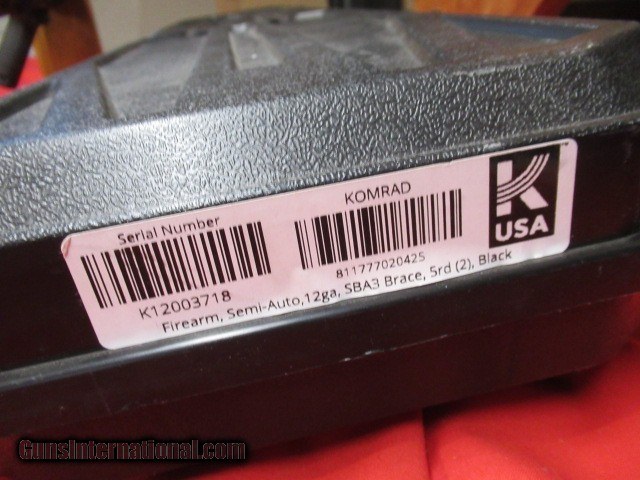 Serial Number
KOMRAD
K12003718
811777020425
Firearm, Semi-Auto,12ga, SBA3 Brace, 5rd (2), Black
K
USA
GunsInternational.com